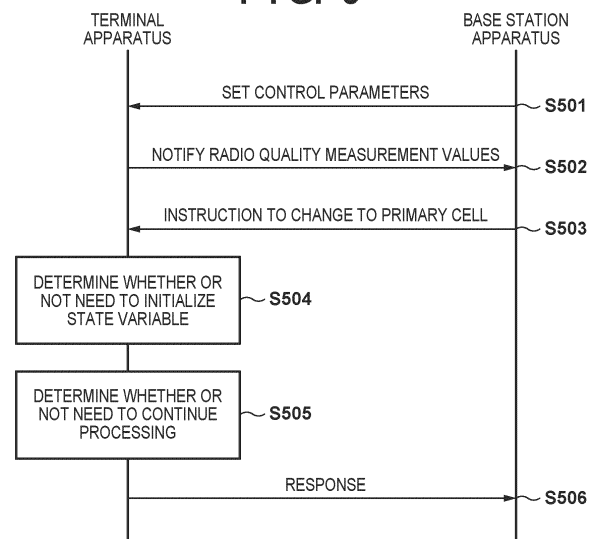 TERMINAL
APPARATUS
BASE STATION
APPARATUS
SET CONTROL PARAMETERS
S501
NOTIFY RADIO QUALITY MEASUREMENT VALUES
S502
INSTRUCTION TO CHANGE TO PRIMARY CELL
S503
DETERMINE WHETHER OR
NOT NEED TO INITIALIZE
STATE VARIABLE
S504
DETERMINE WHETHER OR
NOT NEED TO CONTINUE
PROCESSING
S505
RESPONSE
S506